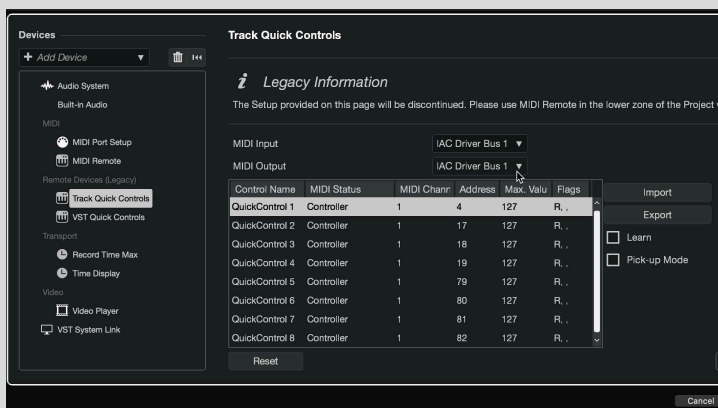 Devices
Track Quick Controls
+ Add Device
Audio System
Built-in Audio
MIDI
MIDI Port Setup
MIDI Remote
Remote Devices (Legacy)
Track Quick Controls
VST Quick Controls
Transport
Record Time Max
Time Display
Video
Video Player
VST System Link
i Legacy Information
The Setup provided on this page will be discontinued. Please use MIDI Remote in the lower zone of the Project
MIDI Input IAC Driver Bus 1
MIDI Output IAC Driver Bus 1
Control Name MIDI Status MIDI Chann Address Max. Valu Flags
QuickControl 1 Controller 1 4 127 R, ,
QuickControl 2 Controller 1 17 127 R, ,
QuickControl 3 Controller 1 18 127 R, ,
QuickControl 4 Controller 1 19 127 R, ,
QuickControl 5 Controller 1 79 127 R, ,
QuickControl 6 Controller 1 80 127 R, ,
QuickControl 7 Controller 1 81 127 R, ,
QuickControl 8 Controller 1 82 127 R, ,
Import
Export
Learn
Pick-up Mode
Reset
Cancel